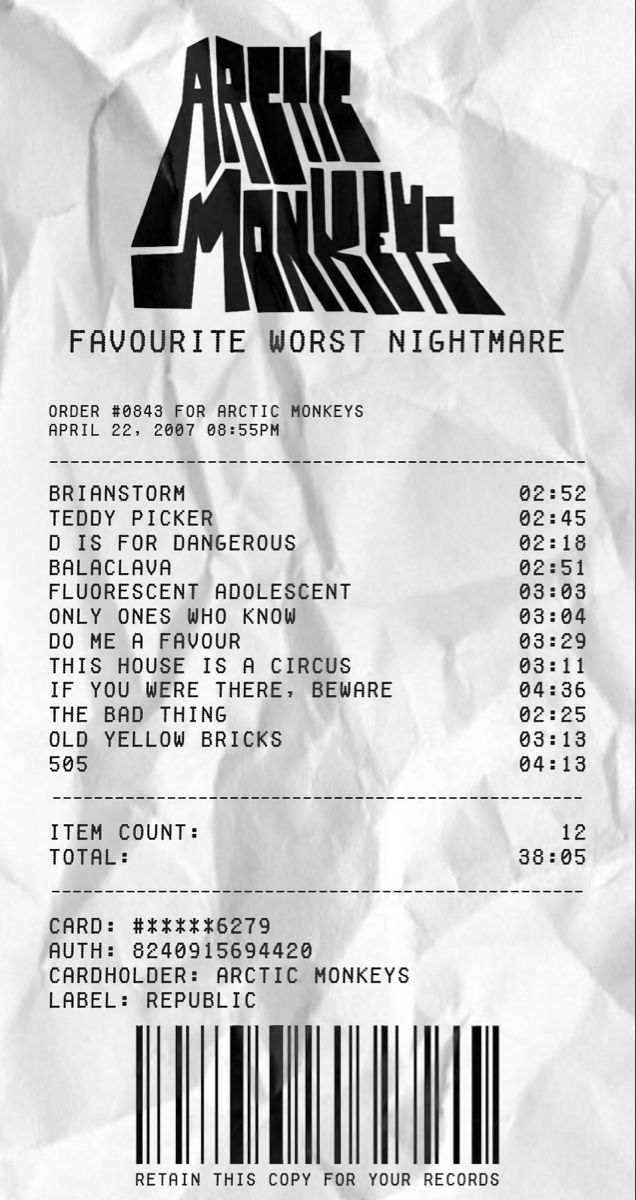 ARCTIC
MONKEYS
FAVOURITE WORST NIGHTMARE
ORDER #0843 FOR ARCTIC MONKEYS
APRIL 22, 2007 08:55PM
--------------------------------------------------
BRIANSTORM 02:52
TEDDY PICKER 02:45
D IS FOR DANGEROUS 02:18
BALACLAVA 02:51
FLUORESCENT ADOLESCENT 03:03
ONLY ONES WHO KNOW 03:04
DO ME A FAVOUR 03:29
THIS HOUSE IS A CIRCUS 03:11
IF YOU WERE THERE, BEWARE 04:36
THE BAD THING 02:25
OLD YELLOW BRICKS 03:13
505 04:13
--------------------------------------------------
ITEM COUNT: 12
TOTAL: 38:05
--------------------------------------------------
CARD: #*****6279
AUTH: 8240915694420
CARDHOLDER: ARCTIC MONKEYS
LABEL: REPUBLIC
RETAIN THIS COPY FOR YOUR RECORDS